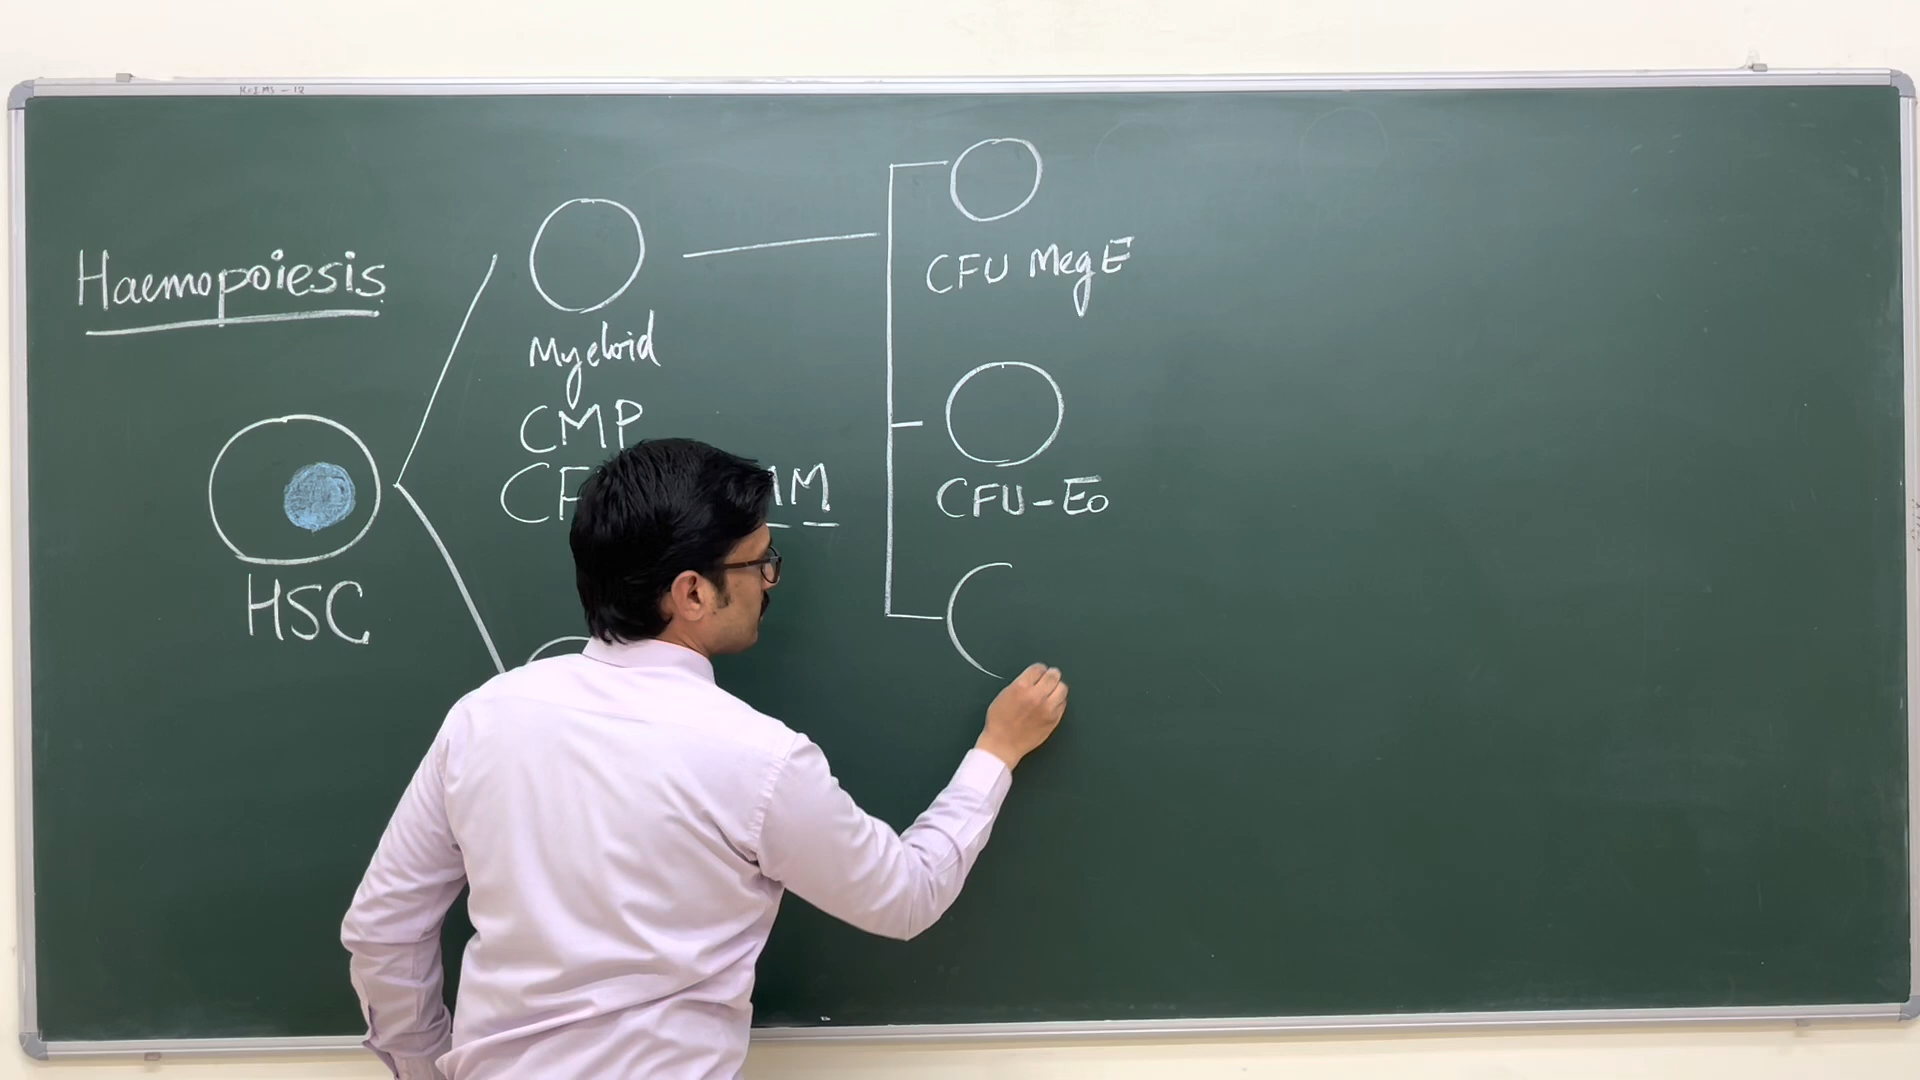 Haemopoiesis
HSC
Myeloid
CMP
CFU MegE
CFU-Eo